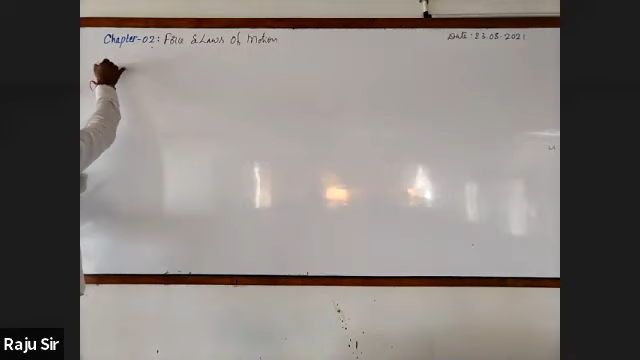 Chapter-02: Force & Laws Of Motion
Date: 23.08.2021
Raju Sir